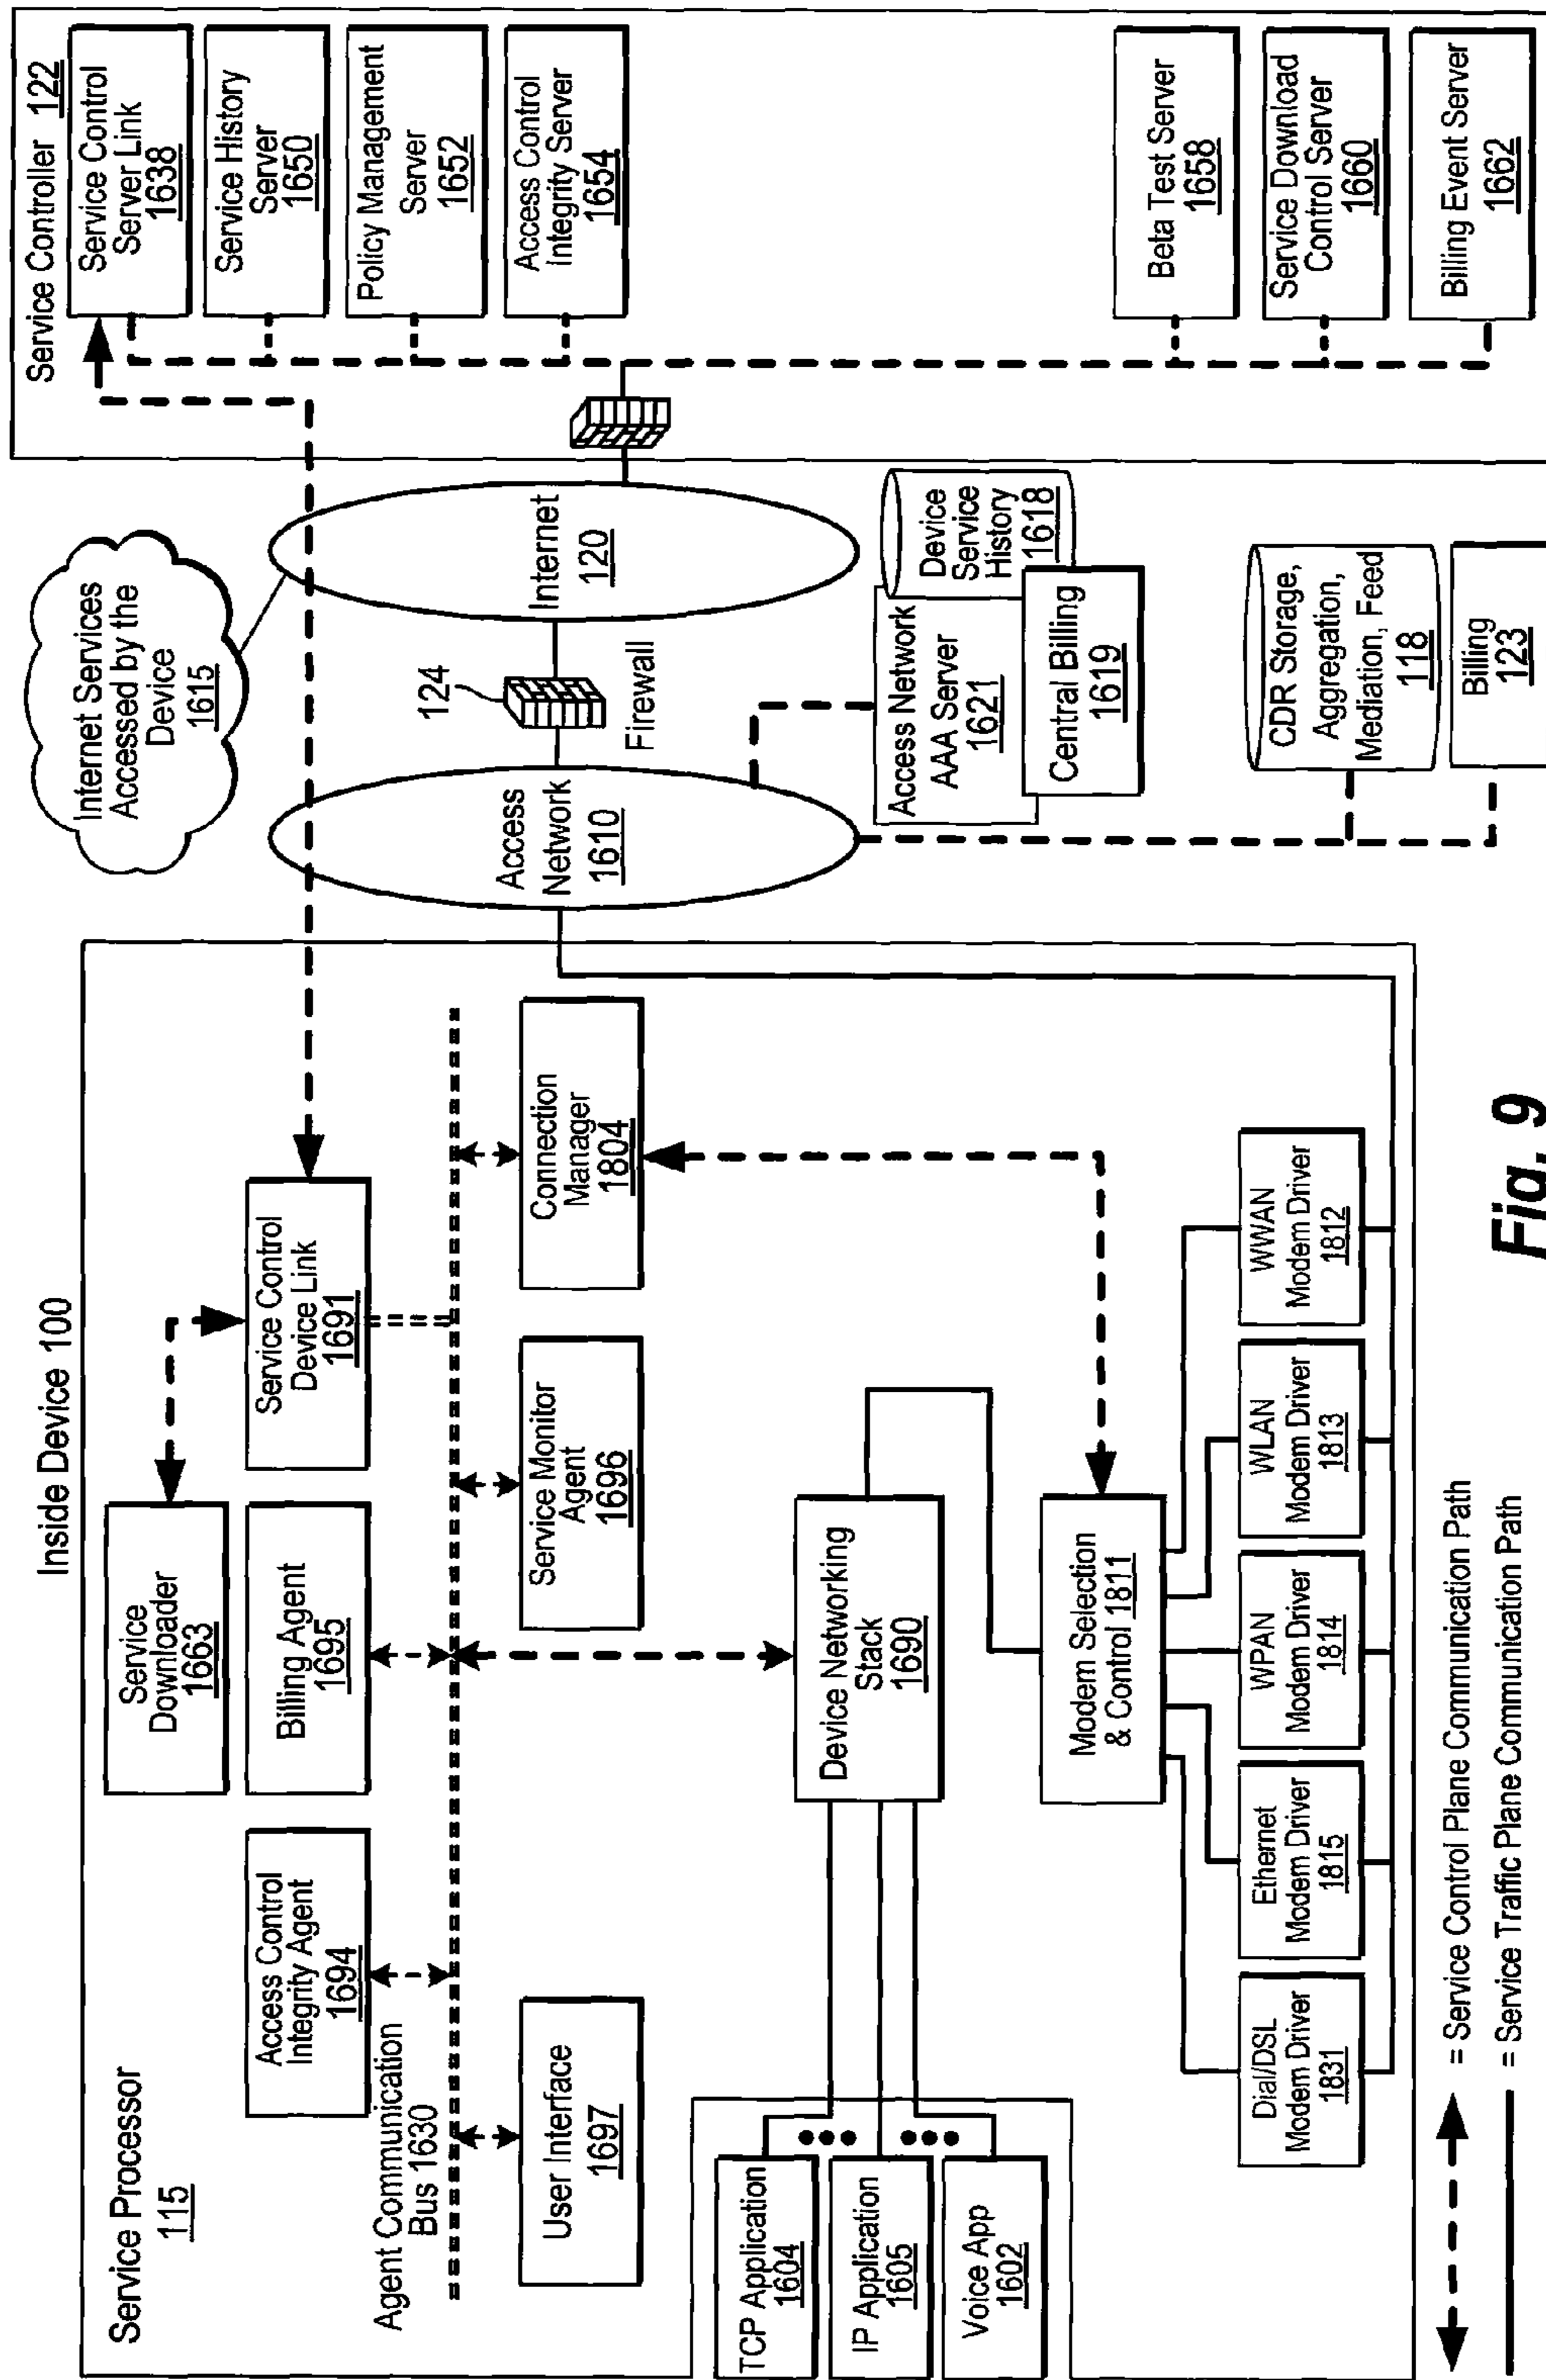 Inside Device 100
Service Processor
115
Access Control
Integrity Agent
1694
Service
Downloader
1663
Billing Agent
1695
Service Control
Device Link
1691
Agent Communication
Bus 1630
User Interface
1697
Service Monitor
Agent
1696
Connection
Manager
1804
TCP Application
1604
IP Application
1605
Voice App
1602
Device Networking
Stack
1690
Modem Selection
& Control 1811
Dial/DSL
Modem Driver
1831
Ethernet
Modem Driver
1815
WPAN
Modem Driver
1814
WLAN
Modem Driver
1813
WWAN
Modem Driver
1812
Internet Services
Accessed by the
Device
1615
Access
Network
1610
124
Firewall
Internet
120
Access Network
AAA Server
1621
Device
Service
History
1618
Central Billing
1619
CDR Storage,
Aggregation,
Mediation, Feed
118
Billing
123
Service Controller 122
Service Control
Server Link
1638
Service History
Server
1650
Policy Management
Server
1652
Access Control
Integrity Server
1654
Beta Test Server
1658
Service Download
Control Server
1660
Billing Event Server
1662
= Service Control Plane Communication Path
= Service Traffic Plane Communication Path
Fig. 9